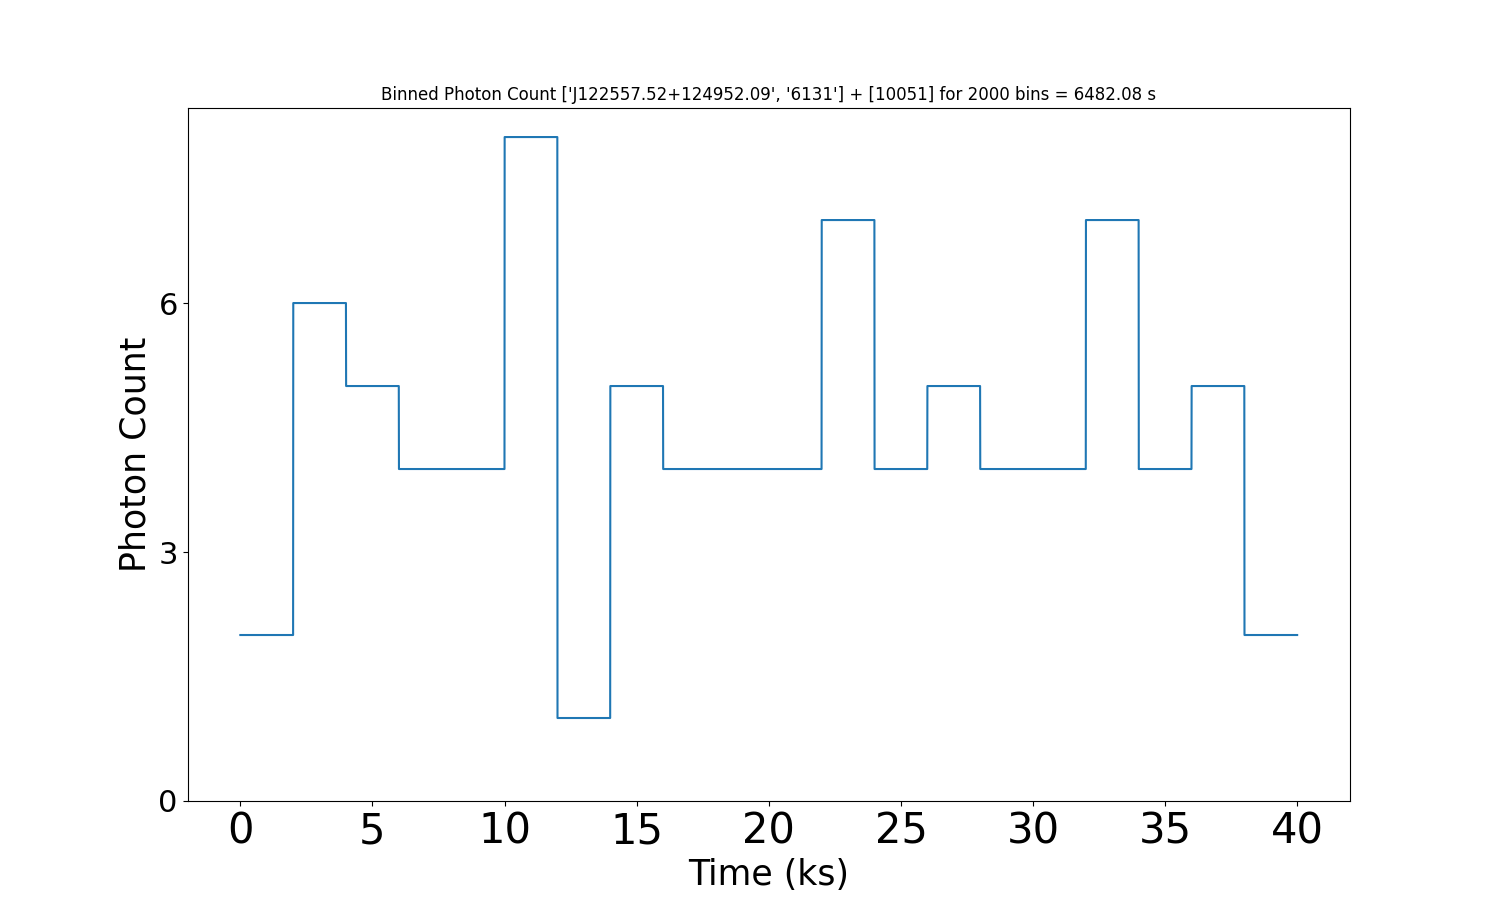 Binned Photon Count ['J122557.52+124952.09', '6131'] + [10051] for 2000 bins = 6482.08 s
6
3
0
Photon Count
0 5 10 15 20 25 30 35 40
Time (ks)